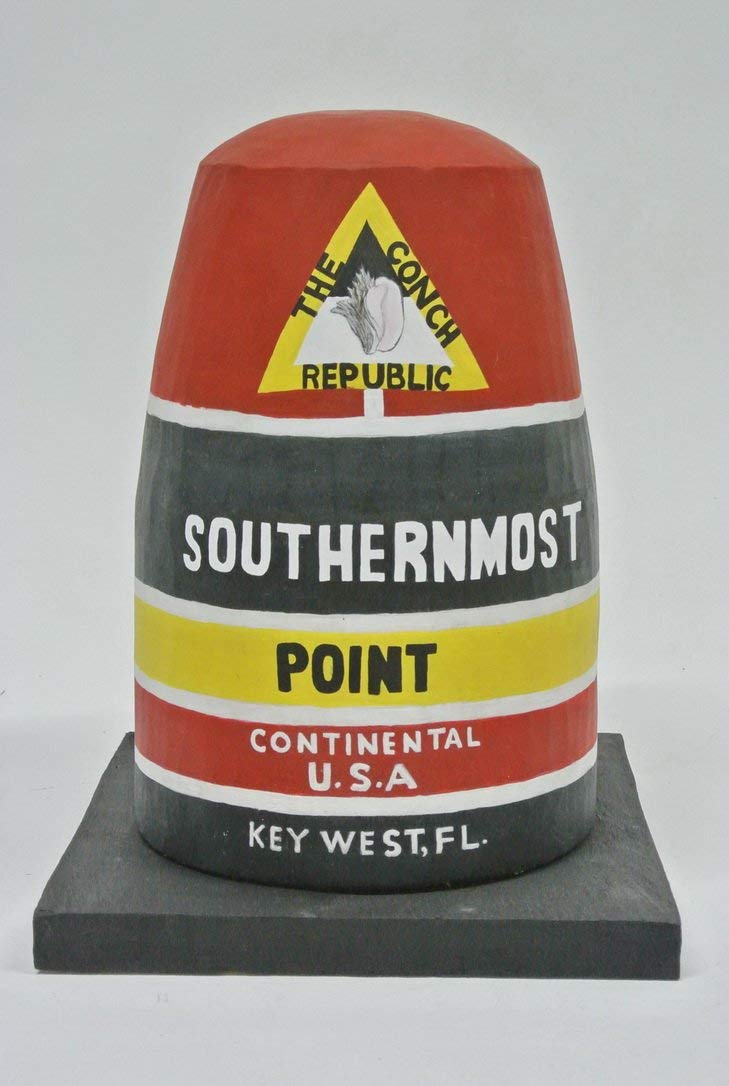 THE CONCH
REPUBLIC
SOUTHERNMOST
POINT
CONTINENTAL
U.S.A
KEY WEST, FL.